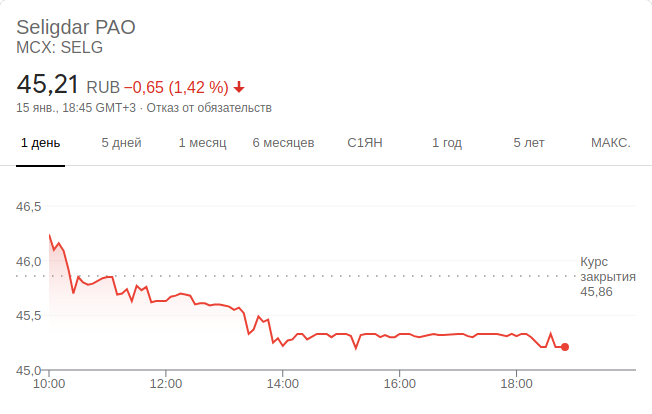 Seligdar PAO
MCX: SELG
45,21 RUB −0,65 (1,42 %)
15 янв., 18:45 GMT+3 · Отказ от обязательств
1 день 5 дней 1 месяц 6 месяцев С1ЯН 1 год 5 лет МАКС.
46,5
46,0
Курс
закрытия
45,86
45,5
45,0
10:00 12:00 14:00 16:00 18:00